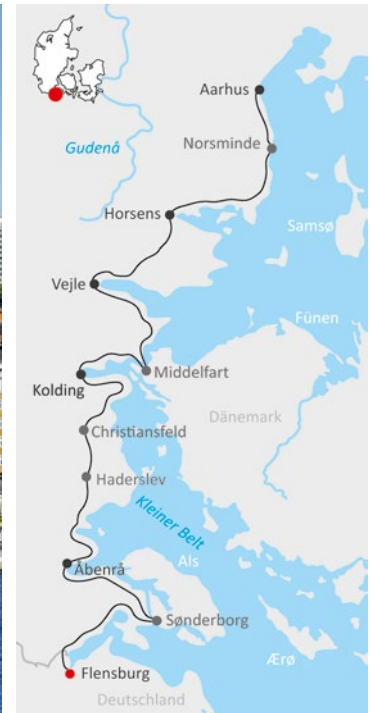 Aarhus
Norsminde
Gudenå
Horsens
Samsø
Vejle
Fünen
Middelfart
Kolding
Dänemark
Christiansfeld
Haderslev
Kleiner Belt
Als
Åbenrå
Sønderborg
Ærø
Flensburg
Deutschland